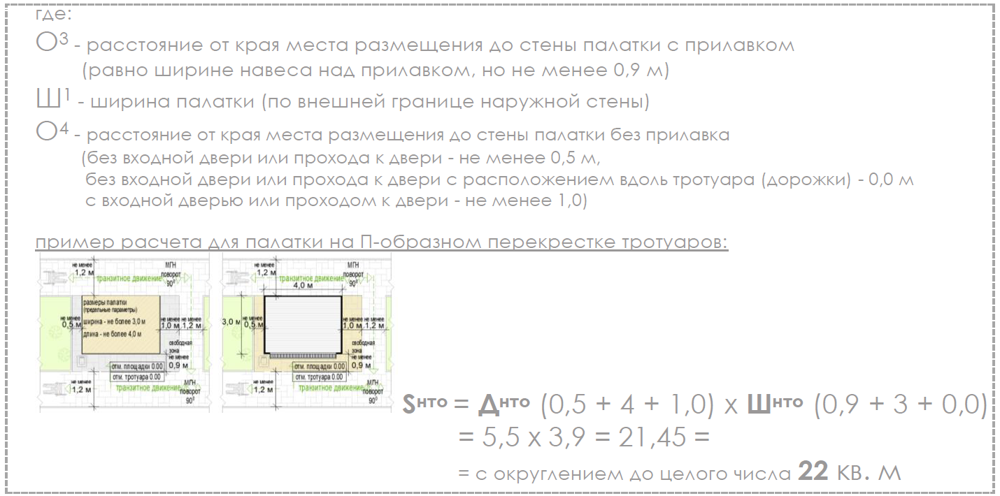 где:
О³ - расстояние от края места размещения до стены палатки с прилавком
(равно ширине навеса над прилавком, но не менее 0,9 м)
Ш¹ - ширина палатки (по внешней границе наружной стены)
О⁴ - расстояние от края места размещения до стены палатки без прилавка
(без входной двери или прохода к двери - не менее 0,5 м,
без входной двери или прохода к двери с расположением вдоль тротуара (дорожки) - 0,0 м
с входной дверью или проходом к двери - не менее 1,0)
пример расчета для палатки на П-образном перекрестке тротуаров:
не менее
1,2 м
транзитное движение
МГН
поворот
90⁰
размеры палатки
(предельные параметры)
ширина - не более 3,0 м
длина - не более 4,0 м
не менее
0,5 м
не менее
1,0 м
не менее
1,2 м
свободная
зона
не менее
0,9 м
отм. площадки 0.00
отм. тротуара 0.00
не менее
1,2 м
транзитное движение
МГН
поворот
90⁰
не менее
1,2 м
транзитное движение
МГН
поворот
90⁰
4,0 м
3,0 м
не менее
0,5 м
не менее
1,0 м
не менее
1,2 м
свободная
зона
не менее
0,9 м
отм. площадки 0.00
отм. тротуара 0.00
не менее
1,2 м
транзитное движение
МГН
поворот
90⁰
Sнто = Днто (0,5 + 4 + 1,0) х Шнто (0,9 + 3 + 0,0)
= 5,5 х 3,9 = 21,45 =
= с округлением до целого числа 22 кв. м